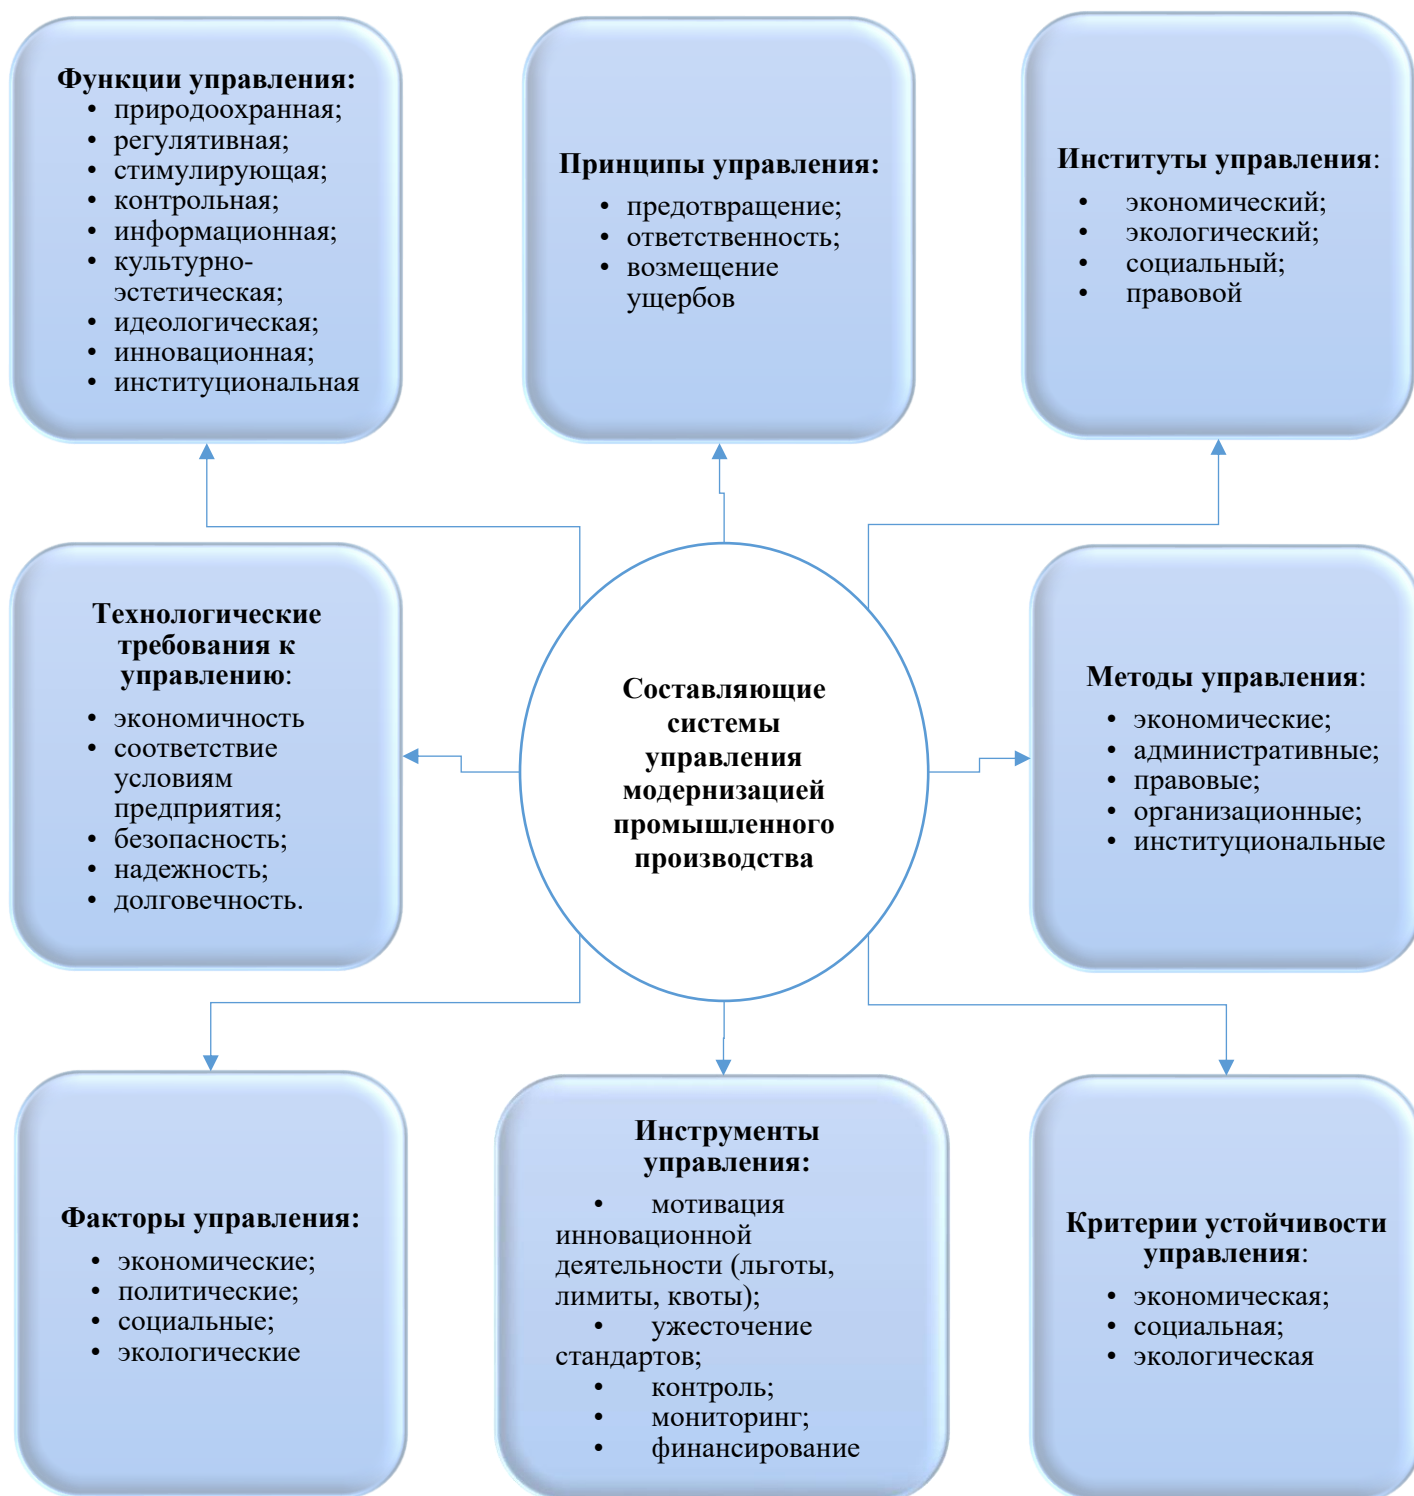 Функции управления:
• природоохранная;
• регулятивная;
• стимулирующая;
• контрольная;
• информационная;
• культурно-
эстетическая;
• идеологическая;
• инновационная;
• институциональная
Принципы управления:
• предотвращение;
• ответственность;
• возмещение
ущербов
Институты управления:
• экономический;
• экологический;
• социальный;
• правовой
Технологические
требования к
управлению:
• экономичность
• соответствие
условиям
предприятия;
• безопасность;
• надежность;
• долговечность.
Составляющие
системы
управления
модернизацией
промышленного
производства
Методы управления:
• экономические;
• административные;
• правовые;
• организационные;
• институциональные
Факторы управления:
• экономические;
• политические;
• социальные;
• экологические
Инструменты
управления:
• мотивация
инновационной
деятельности (льготы,
лимиты, квоты);
• ужесточение
стандартов;
• контроль;
• мониторинг;
• финансирование
Критерии устойчивости
управления:
• экономическая;
• социальная;
• экологическая